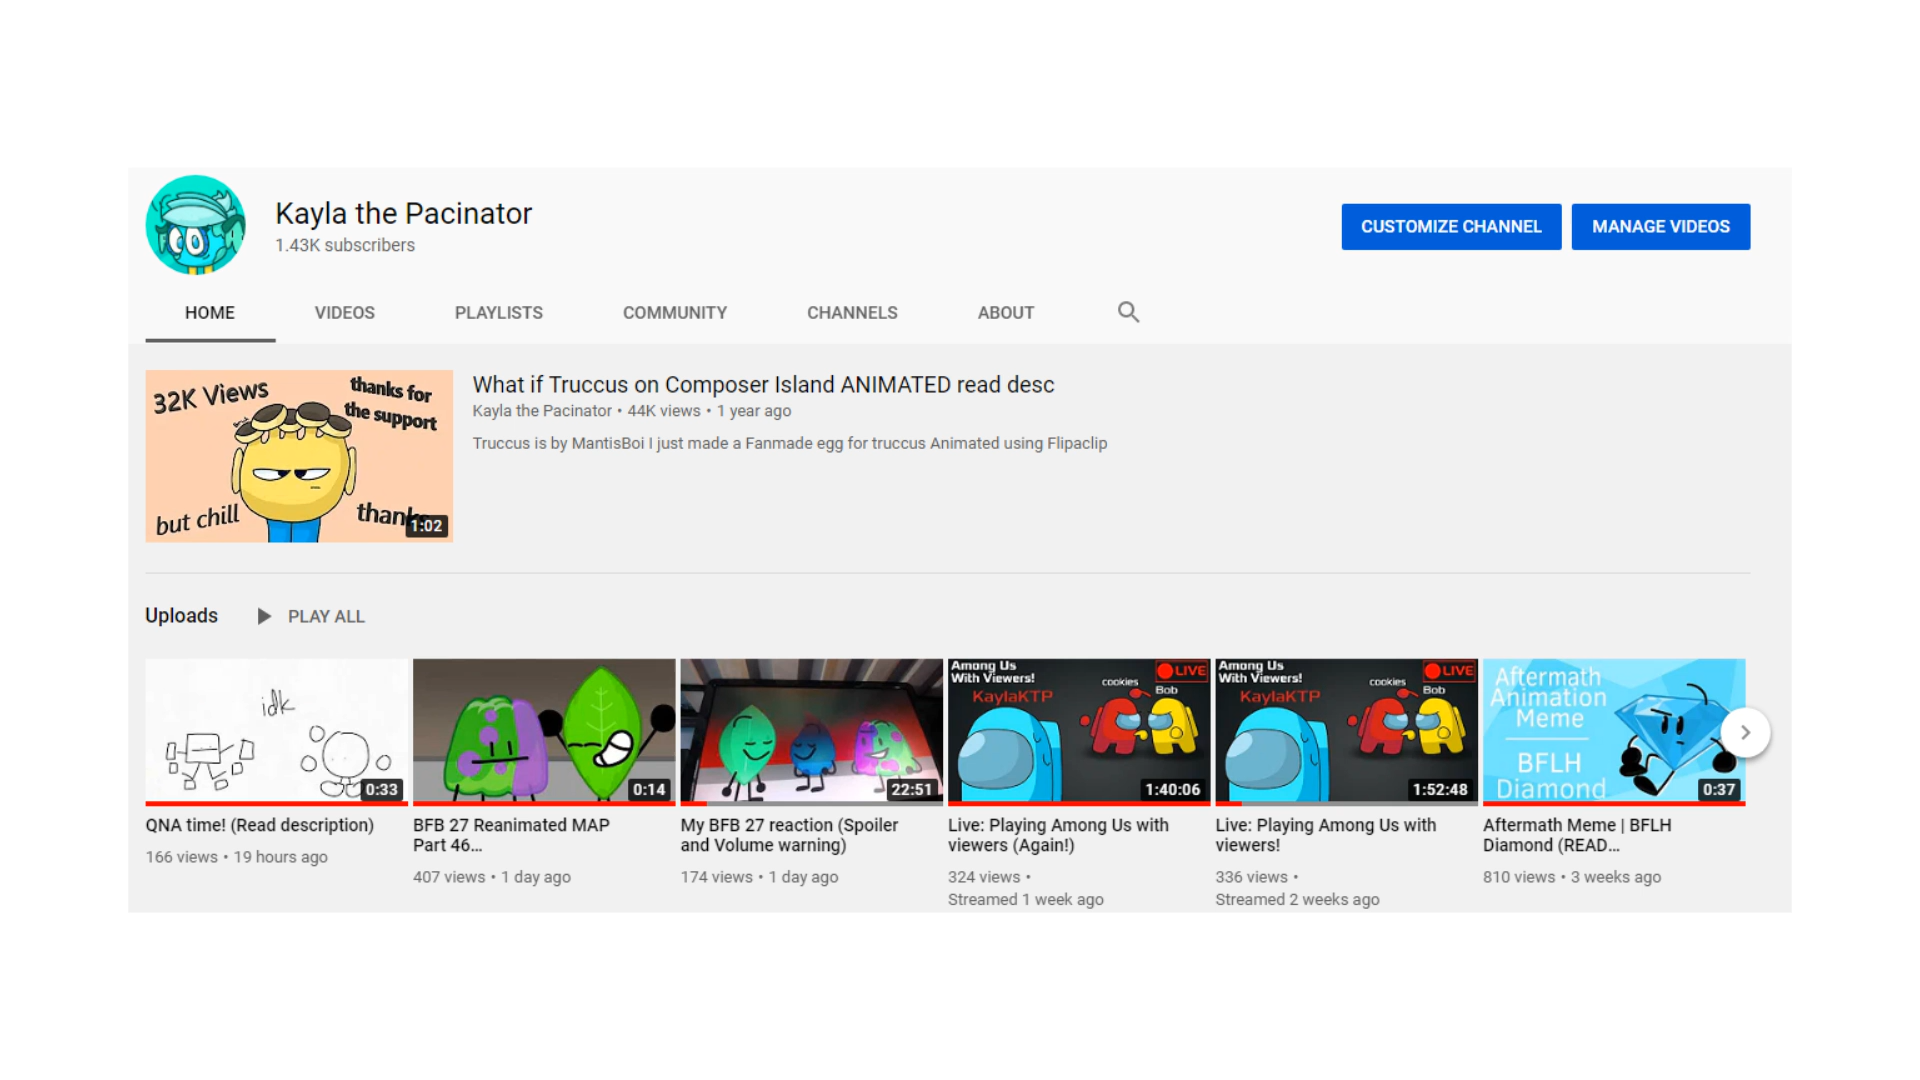 Kayla the Pacinator
1.43K subscribers
CUSTOMIZE CHANNEL
MANAGE VIDEOS
HOME
VIDEOS
PLAYLISTS
COMMUNITY
CHANNELS
ABOUT
32K Views
thanks for
the support
but chill
thanks
1:02
What if Truccus on Composer Island ANIMATED read desc
Kayla the Pacinator • 44K views • 1 year ago
Truccus is by MantisBoi I just made a Fanmade egg for truccus Animated using Flipaclip
Uploads
PLAY ALL
idk
0:33
QNA time! (Read description)
166 views • 19 hours ago
0:14
BFB 27 Reanimated MAP
Part 46...
407 views • 1 day ago
22:51
My BFB 27 reaction (Spoiler
and Volume warning)
174 views • 1 day ago
Among Us
With Viewers!
KaylaKTP
cookies
Bob
LIVE
1:40:06
Live: Playing Among Us with
viewers (Again!)
324 views •
Streamed 1 week ago
Among Us
With Viewers!
KaylaKTP
cookies
Bob
LIVE
1:52:48
Live: Playing Among Us with
viewers!
336 views •
Streamed 2 weeks ago
Aftermath
Animation
Meme
BFLH
Diamond
0:37
Aftermath Meme | BFLH
Diamond (READ...
810 views • 3 weeks ago